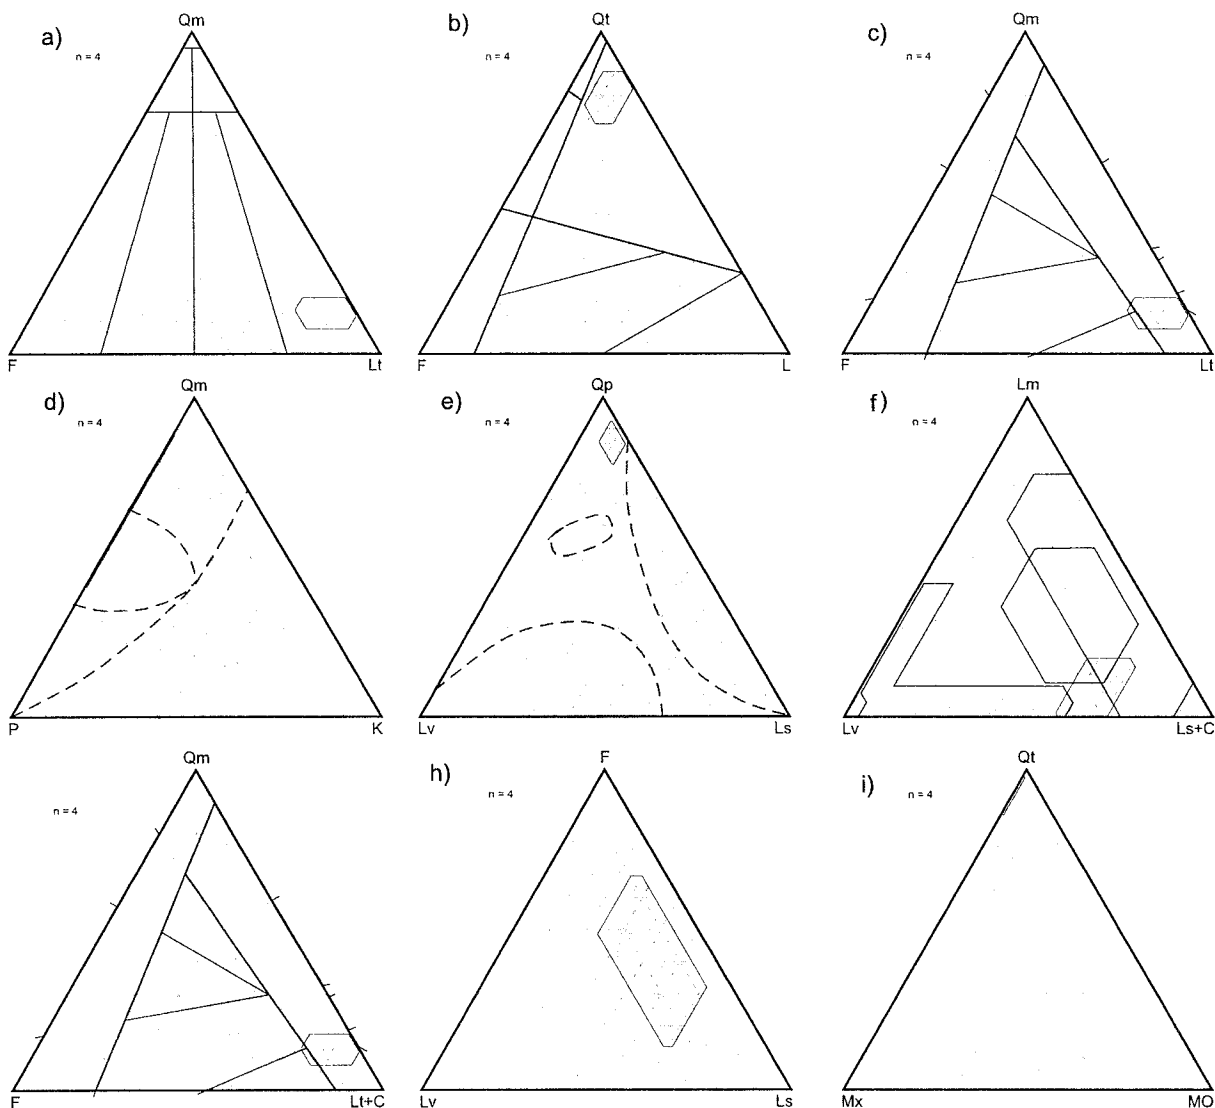 a)
Qm
n = 4
F
Lt
b)
Qt
n = 4
F
L
c)
Qm
n = 4
F
Lt
d)
Qm
n = 4
P
K
e)
Qp
n = 4
Lv
Ls
f)
Lm
n = 4
Lv
Ls+C
Qm
n = 4
F
Lt+C
h)
F
n = 4
Lv
Ls
i)
Qt
n = 4
Mx
MO